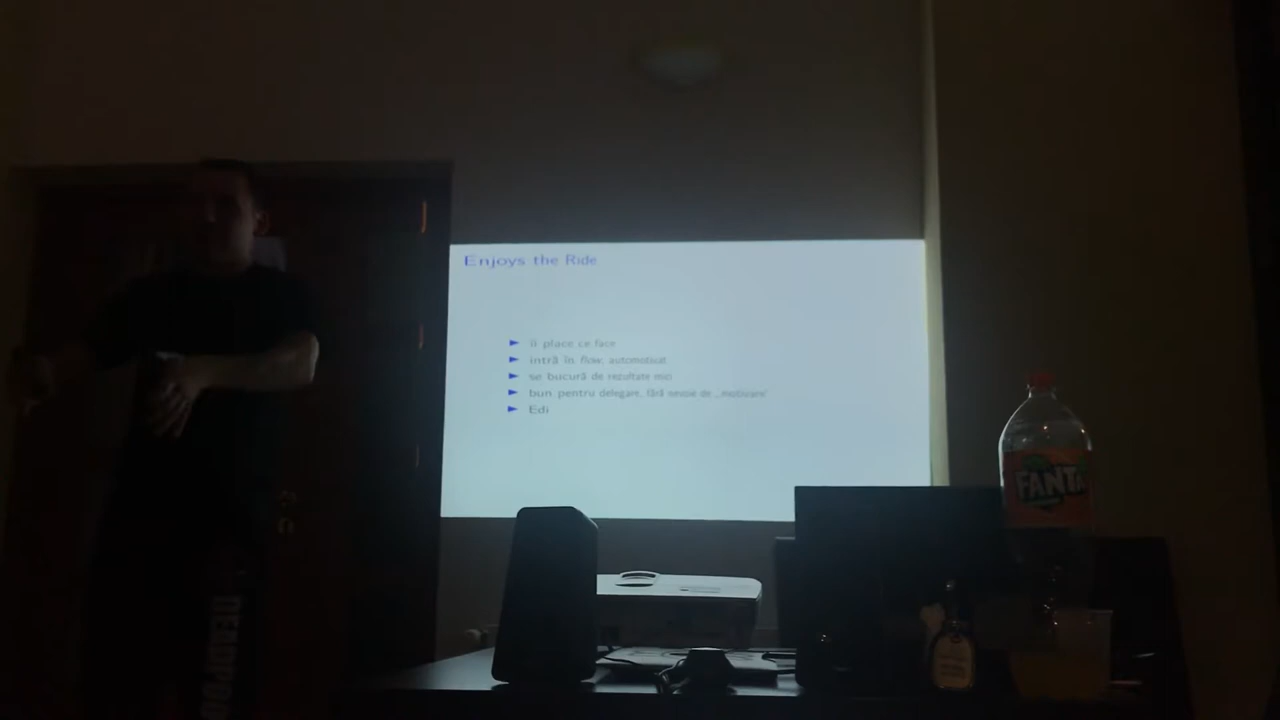 Enjoys the Ride
îi place ce face
intră în flow, automotivat
se bucură de rezultate mici
bun pentru delegare, fără nevoie de „motivare”
Edi
FANTA